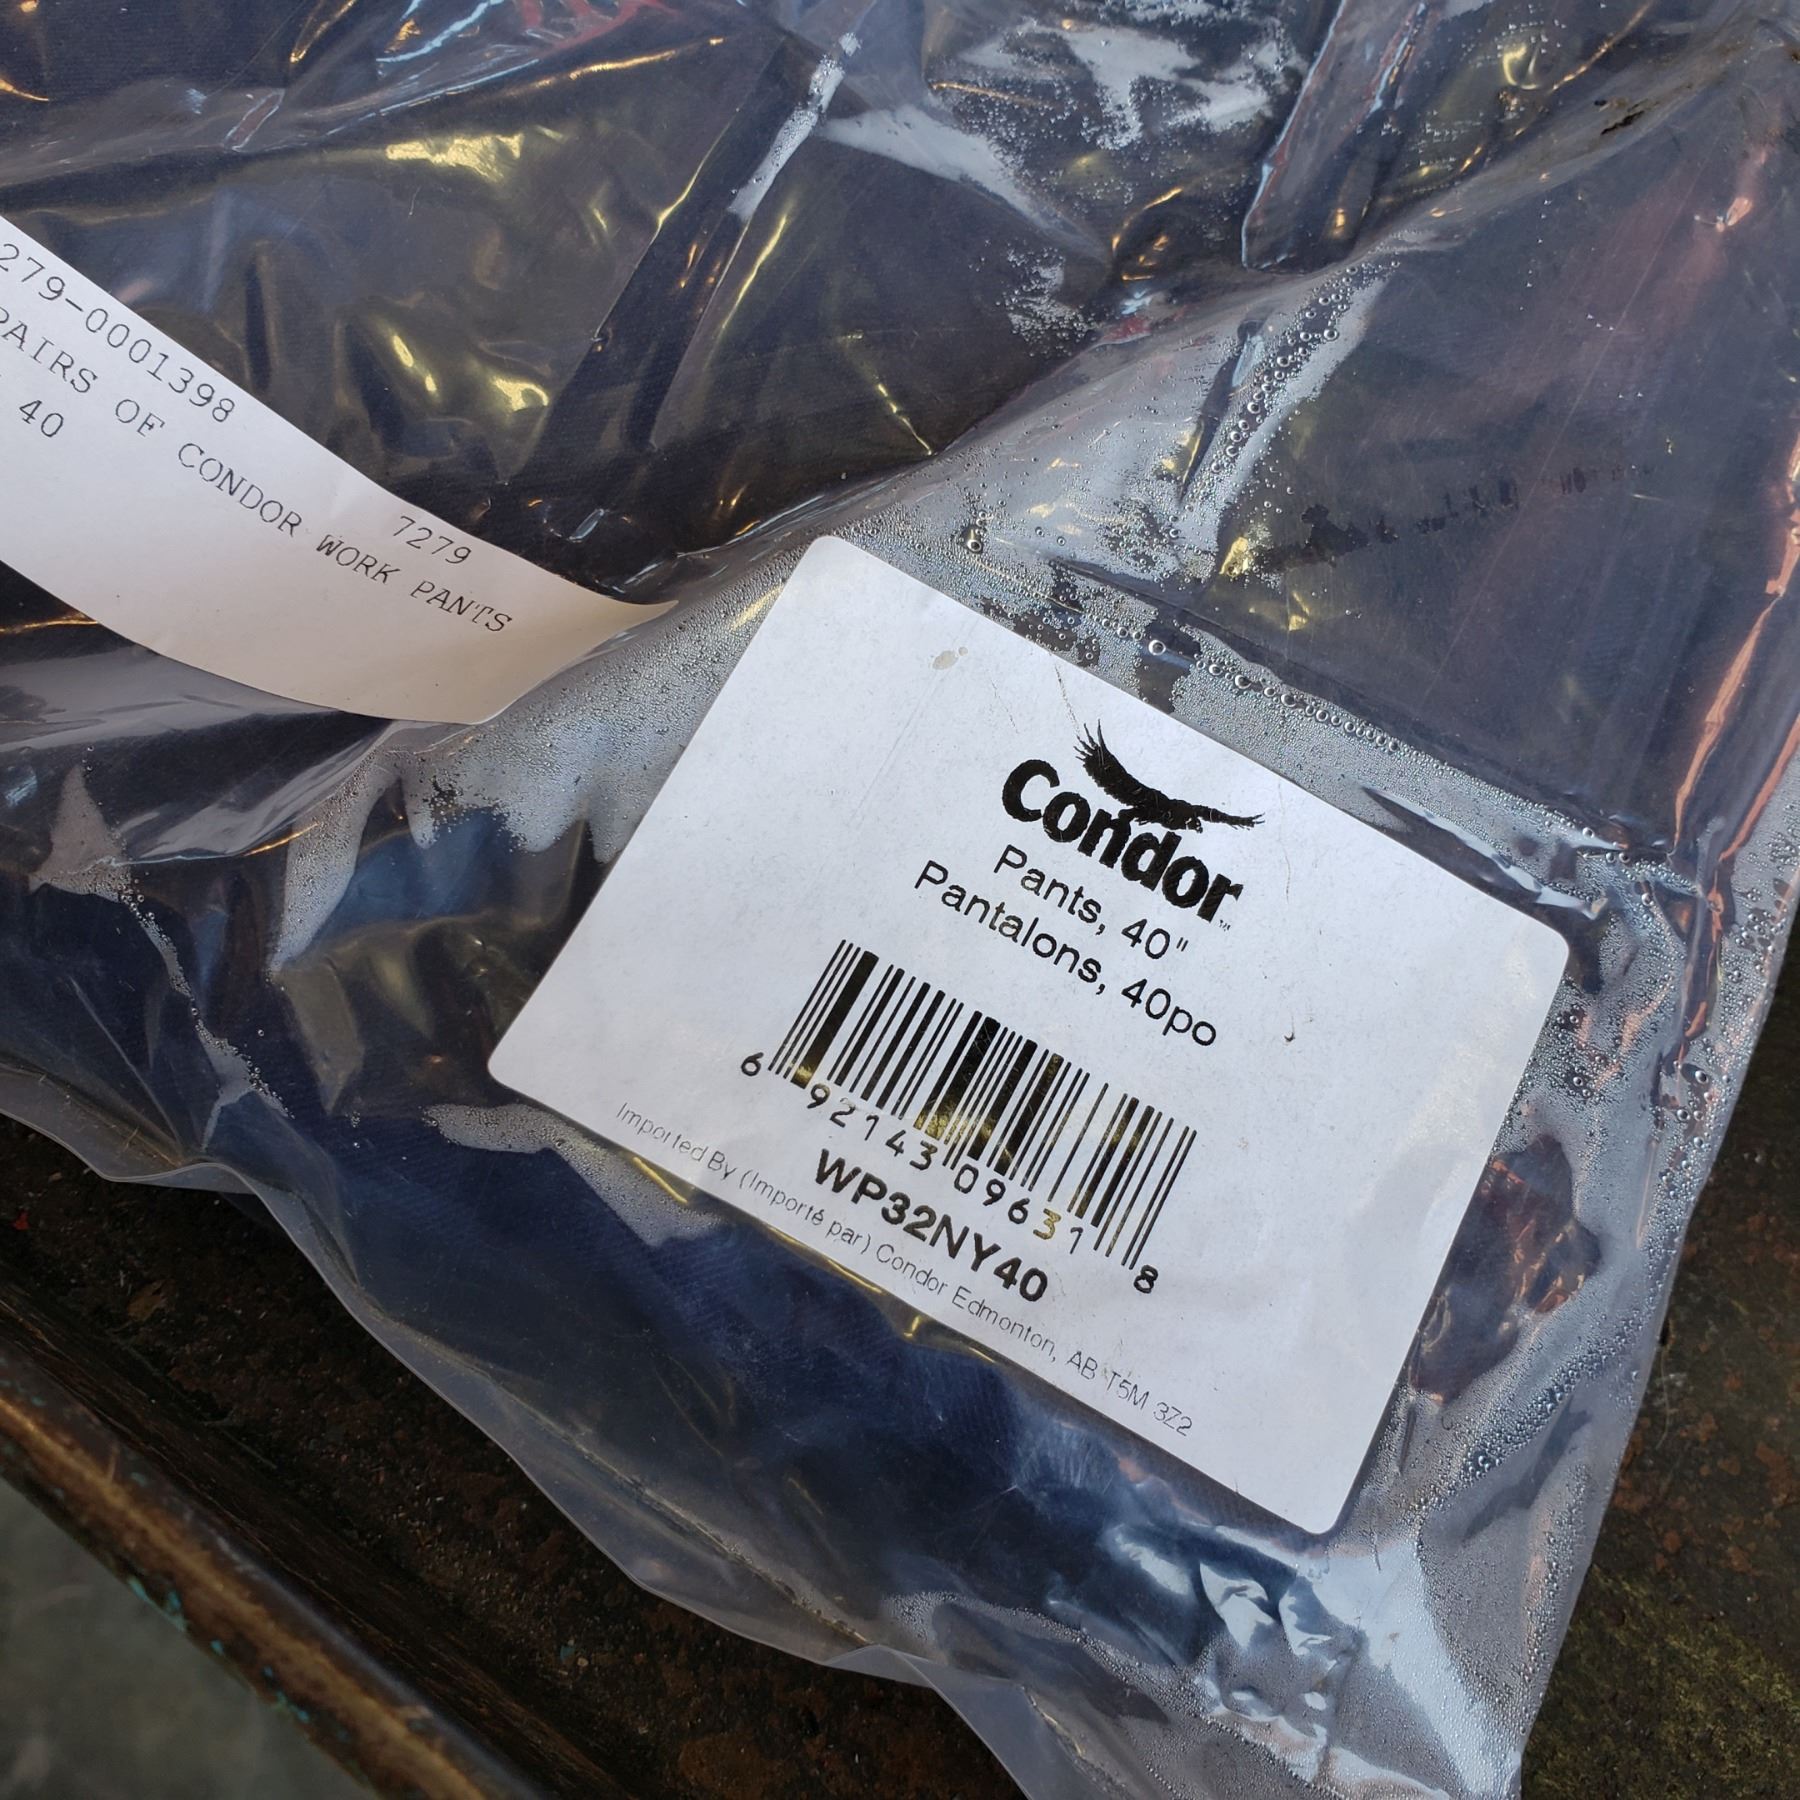 279-0001398
7279
PAIRS OF CONDOR WORK PANTS
40
Condor™
Pants, 40"
Pantalons, 40po
6 92143 09631 8
WP32NY40
Imported By (Importé par) Condor Edmonton, AB T5M 3Z2